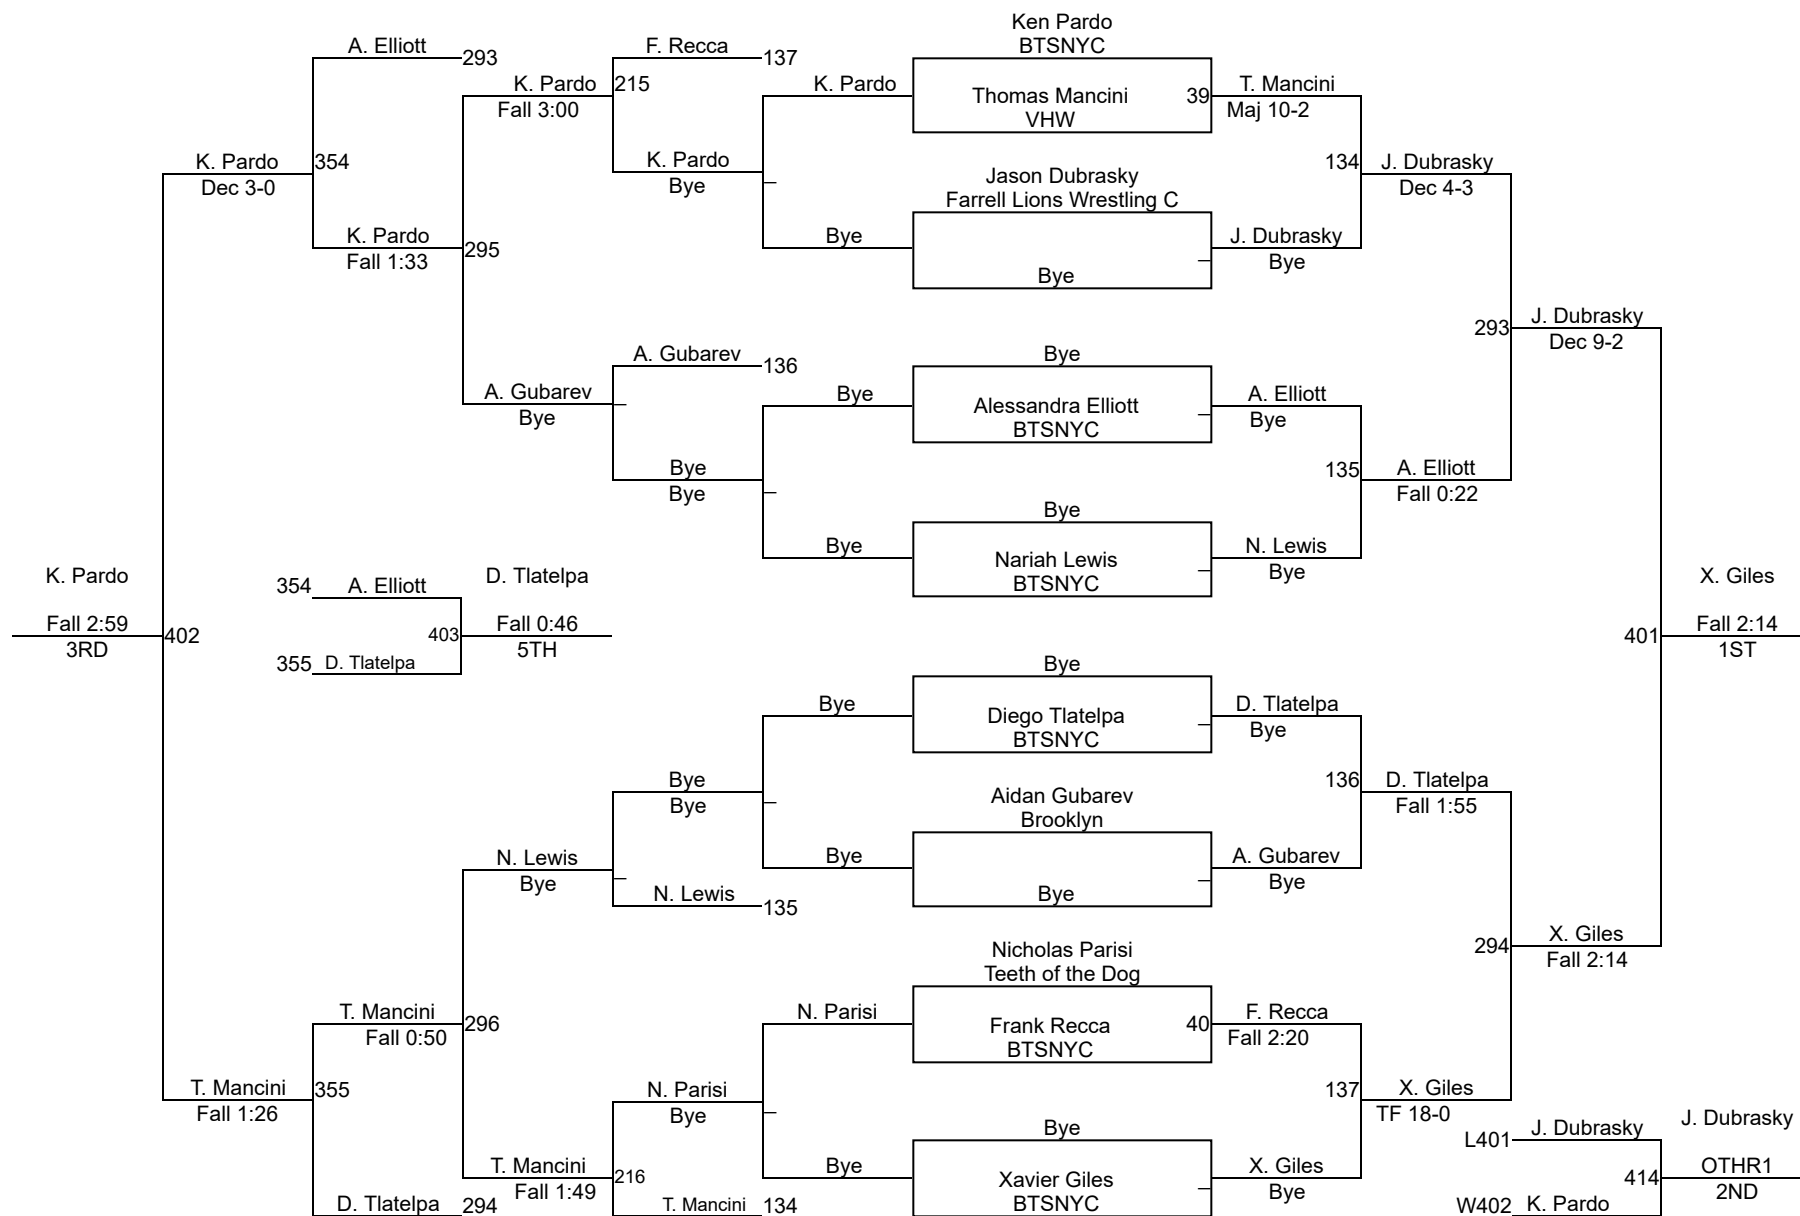 Ken Pardo
A. Elliott
F. Recca
BTSNYC
293
137
K. Pardo
215
K. Pardo
Thomas Mancini
39
T. Mancini
Fall 3:00
VHW
Maj 10-2
K. Pardo
354
K. Pardo
134
J. Dubrasky
Dec 3-0
Bye
Jason Dubrasky
Dec 4-3
Farrell Lions Wrestling C
K. Pardo
295
Bye
J. Dubrasky
Fall 1:33
Bye
Bye
293
J. Dubrasky
Dec 9-2
A. Gubarev
136
Bye
A. Gubarev
Bye
Alessandra Elliott
A. Elliott
Bye
BTSNYC
Bye
Bye
135
A. Elliott
Bye
Fall 0:22
Bye
Bye
Nariah Lewis
N. Lewis
BTSNYC
Bye
K. Pardo
354
A. Elliott
D. Tlatelpa
X. Giles
Fall 2:59
402
403
Fall 0:46
401
Fall 2:14
3RD
5TH
1ST
355
D. Tlatelpa
Bye
Bye
Diego Tlatelpa
D. Tlatelpa
BTSNYC
Bye
Bye
136
D. Tlatelpa
Bye
Aidan Gubarev
Fall 1:55
Brooklyn
N. Lewis
Bye
A. Gubarev
Bye
Bye
Bye
N. Lewis
135
294
X. Giles
Nicholas Parisi
Fall 2:14
Teeth of the Dog
T. Mancini
296
N. Parisi
Frank Recca
40
F. Recca
Fall 0:50
BTSNYC
Fall 2:20
T. Mancini
355
N. Parisi
137
X. Giles
Fall 1:26
Bye
TF 18-0
Bye
L401
J. Dubrasky
J. Dubrasky
T. Mancini
216
Bye
Xavier Giles
X. Giles
414
OTHR1
Fall 1:49
BTSNYC
Bye
2ND
D. Tlatelpa
294
T. Mancini
134
W402
K. Pardo